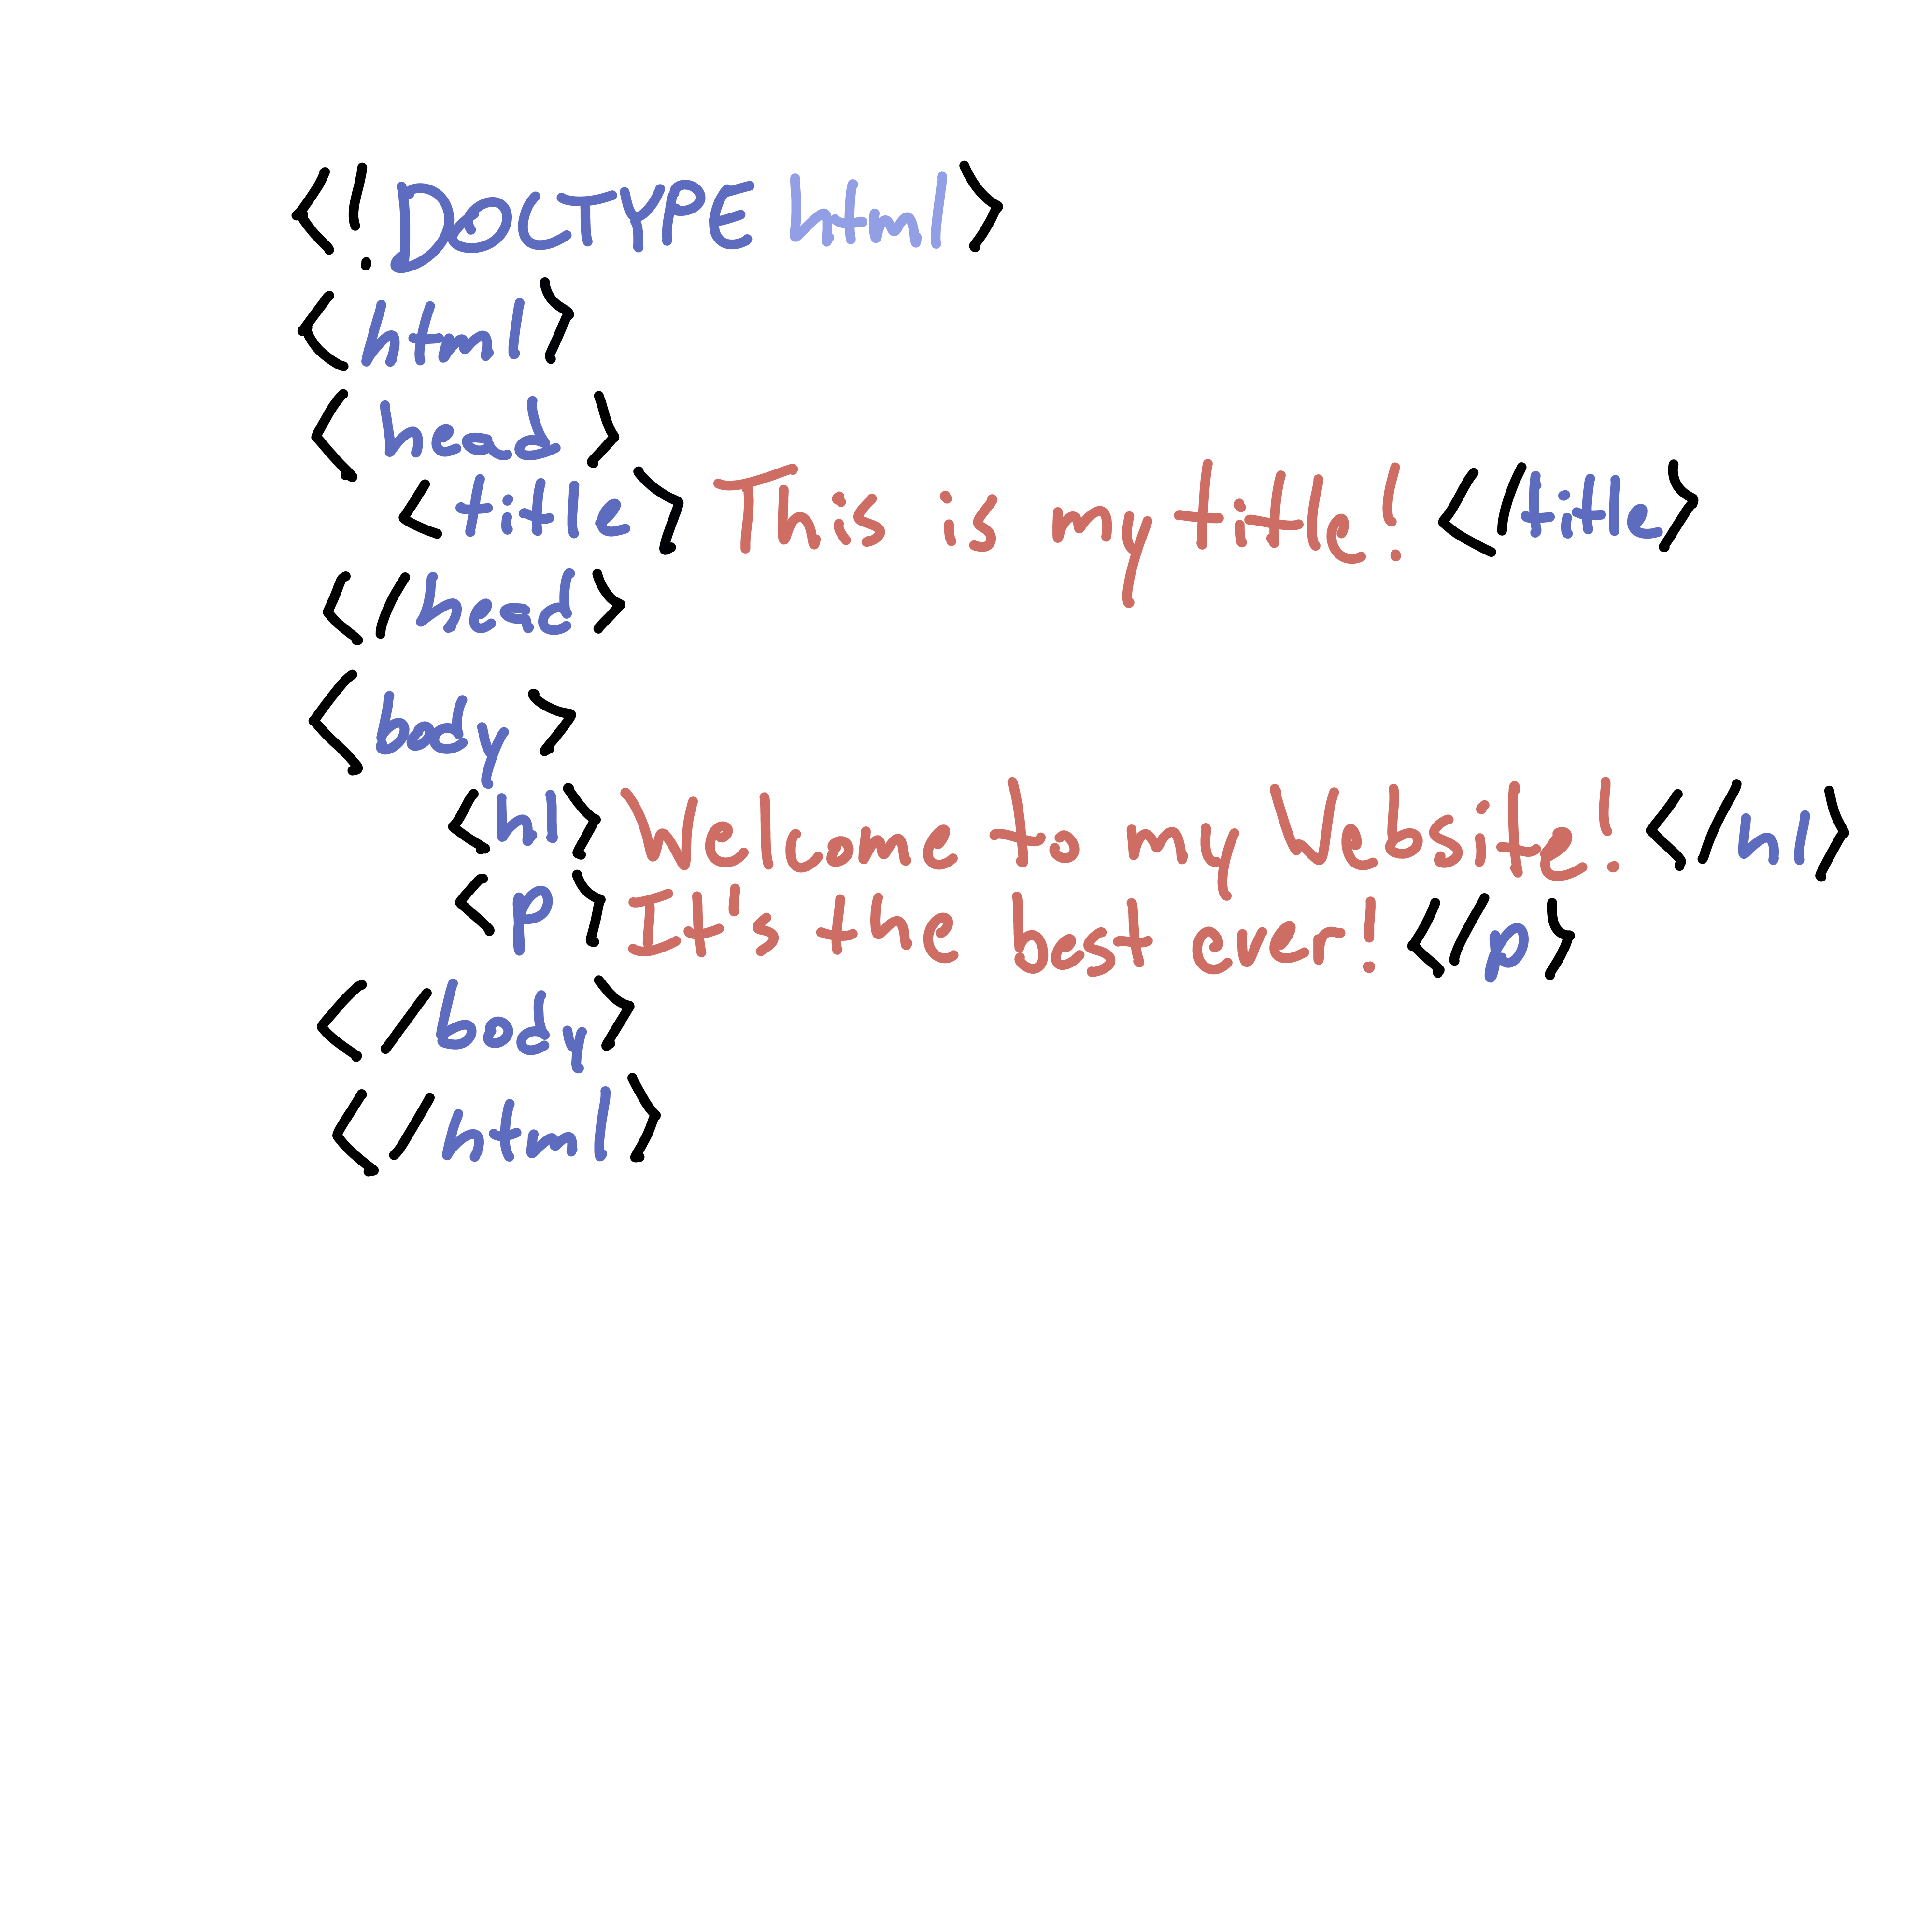 <!DOCTYPE html>
<html>
<head>
<title>This is my title!</title>
</head>
<body>
<h1>Welcome to my Website!</h1>
<p>It's the best ever!</p>
</body>
</html>